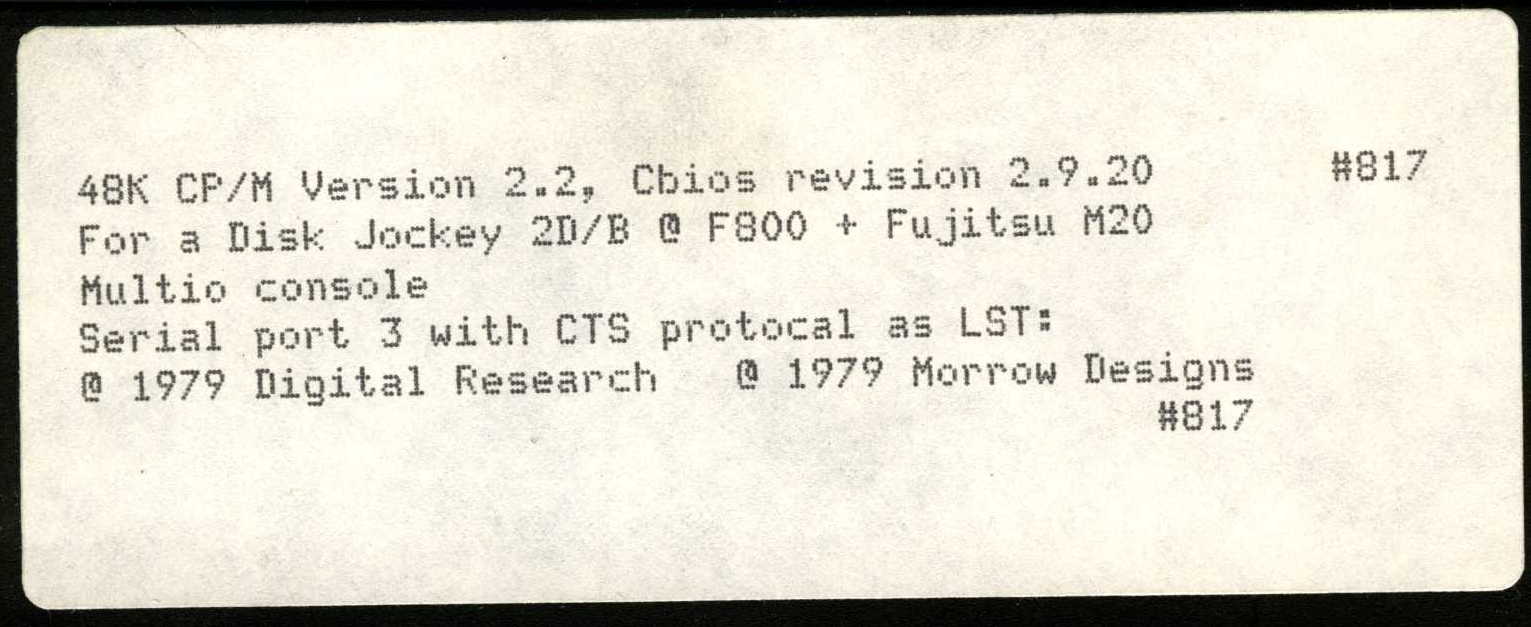 48K CP/M Version 2.2, Cbios revision 2.9.20 #817
For a Disk Jockey 2D/B @ F800 + Fujitsu M20
Multio console
Serial port 3 with CTS protocal as LST:
@ 1979 Digital Research @ 1979 Morrow Designs
#817